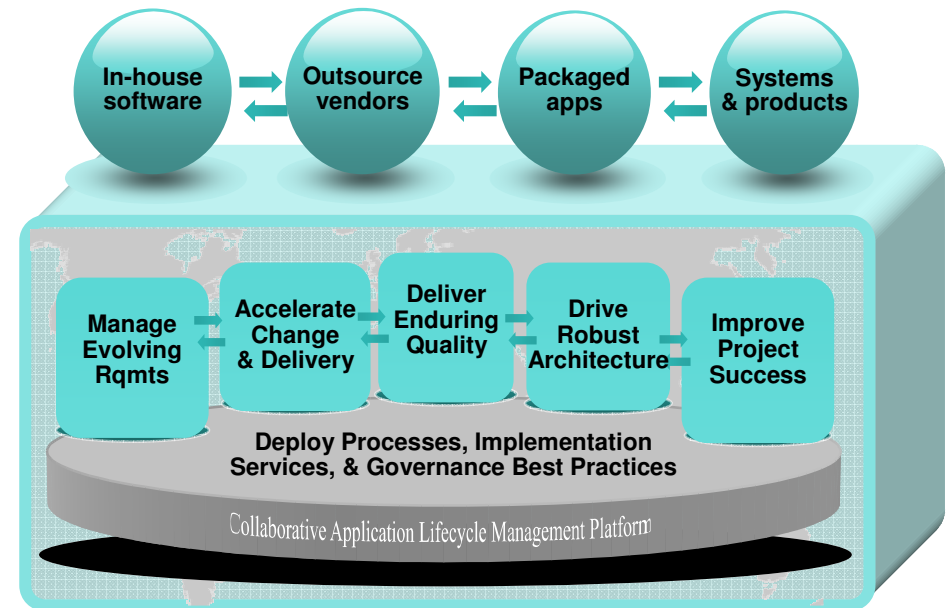 In-house
software
Outsource
vendors
Packaged
apps
Systems
& products
Manage
Evolving
Rqmts
Accelerate
Change
& Delivery
Deliver
Enduring
Quality
Drive
Robust
Architecture
Improve
Project
Success
Deploy Processes, Implementation
Services, & Governance Best Practices
Collaborative Application Lifecycle Management Platform